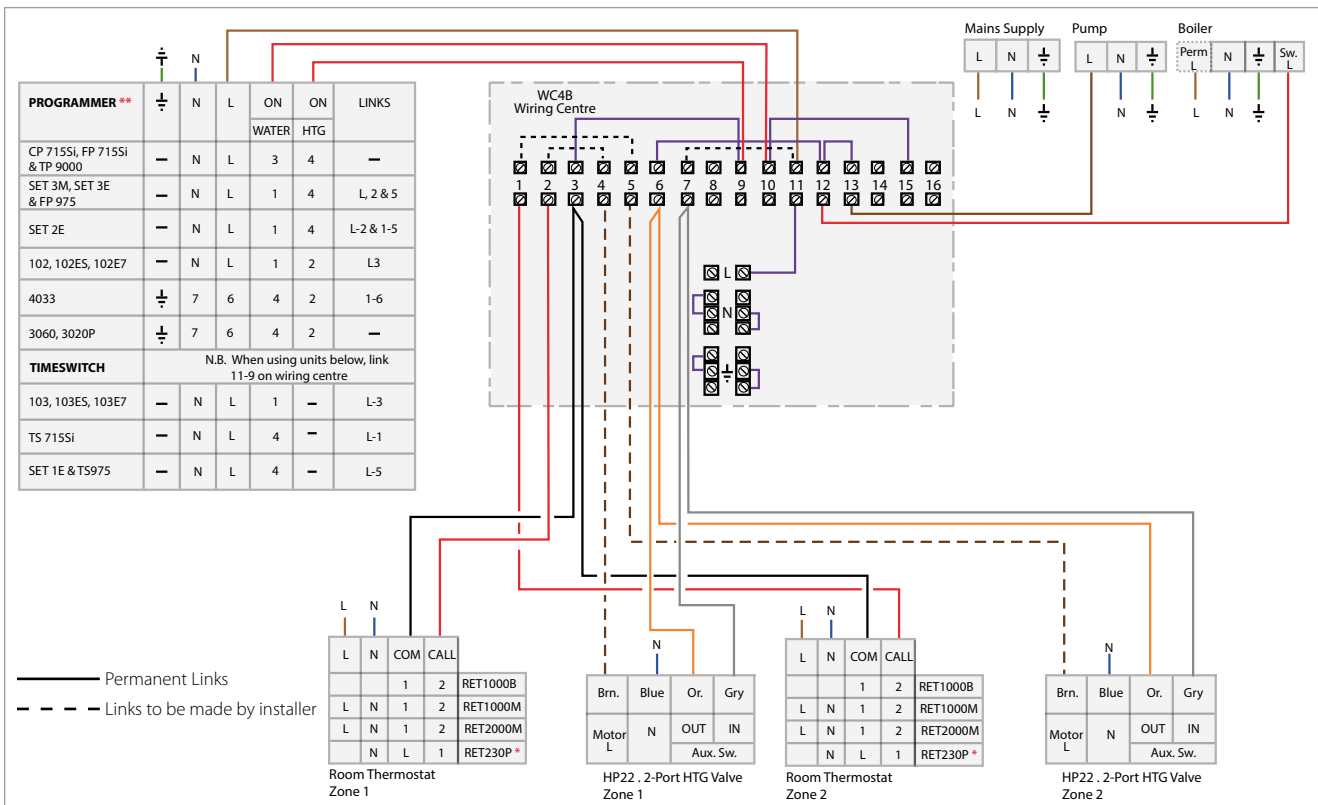 Mains Supply Pump Boiler
L N ⏚ L N ⏚ Perm L N ⏚ Sw. L
L N ⏚ N ⏚ L N ⏚
⏚ N
PROGRAMMER ** ⏚ N L ON ON LINKS
WATER HTG
CP 715Si, FP 715Si & TP 9000 – N L 3 4 –
SET 3M, SET 3E & FP 975 – N L 1 4 L, 2 & 5
SET 2E – N L 1 4 L-2 & 1-5
102, 102ES, 102E7 – N L 1 2 L3
4033 ⏚ 7 6 4 2 1-6
3060, 3020P ⏚ 7 6 4 2 –
TIMESWITCH N.B. When using units below, link
11-9 on wiring centre
103, 103ES, 103E7 – N L 1 – L-3
TS 715Si – N L 4 – L-1
SET 1E & TS975 – N L 4 – L-5
WC4B
Wiring Centre
1 2 3 4 5 6 7 8 9 10 11 12 13 14 15 16
L
N
⏚
Permanent Links
Links to be made by installer
L N
L N COM CALL
1 2 RET1000B
L N 1 2 RET1000M
L N 1 2 RET2000M
N L 1 RET230P *
Room Thermostat
Zone 1
N
Brn. Blue Or. Gry
Motor L N OUT IN
Aux. Sw.
HP22 . 2-Port HTG Valve
Zone 1
L N
L N COM CALL
1 2 RET1000B
L N 1 2 RET1000M
L N 1 2 RET2000M
N L 1 RET230P *
Room Thermostat
Zone 2
N
Brn. Blue Or. Gry
Motor L N OUT IN
Aux. Sw.
HP22 . 2-Port HTG Valve
Zone 2